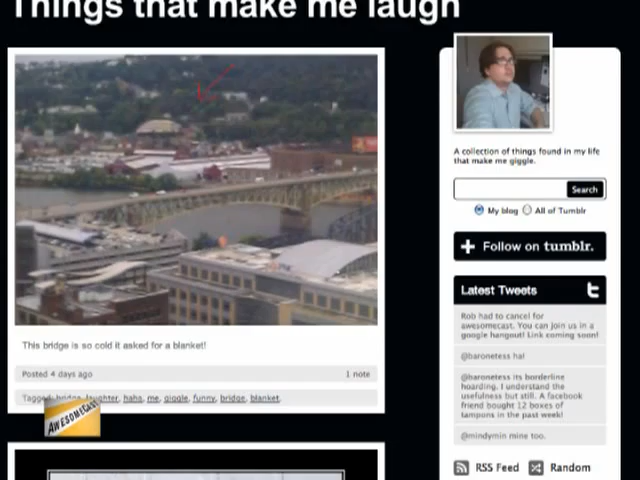 Things that make me laugh
A collection of things found in my life
that make me giggle.
Search
My blog All of Tumblr
Follow on tumblr.
Latest Tweets
Rob had to cancel for
awesomecast. You can join us in a
google hangout! Link coming soon!
@baronetess ha!
@baronetess its borderline
hoarding. I understand the
usefulness but still. A facebook
friend bought 12 boxes of
tampons in the past week!
@mindymin mine too.
RSS Feed Random
This bridge is so cold it asked for a blanket!
Posted 4 days ago 1 note
Tagged: bridge, laughter, haha, me, giggle, funny, bridge, blanket.
AWESOMECAST